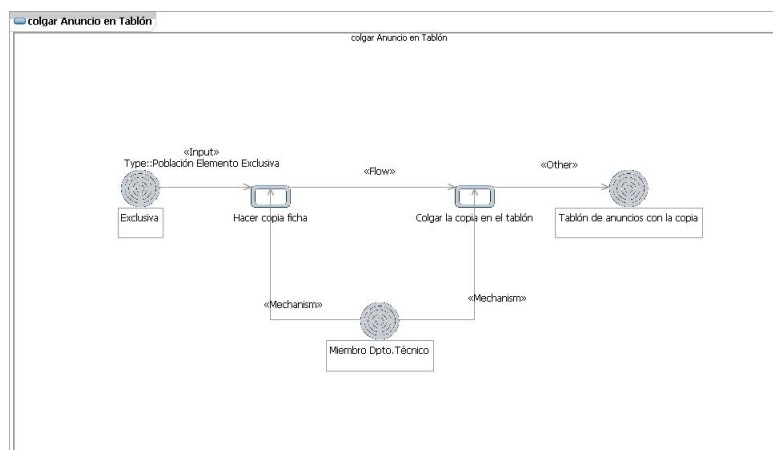 colgar Anuncio en Tablón
colgar Anuncio en Tablón
«Input»
Type::Población Elemento Exclusiva
«Flow»
«Other»
Exclusiva
Hacer copia ficha
Colgar la copia en el tablón
Tablón de anuncios con la copia
«Mechanism»
«Mechanism»
Miembro Dpto.Técnico